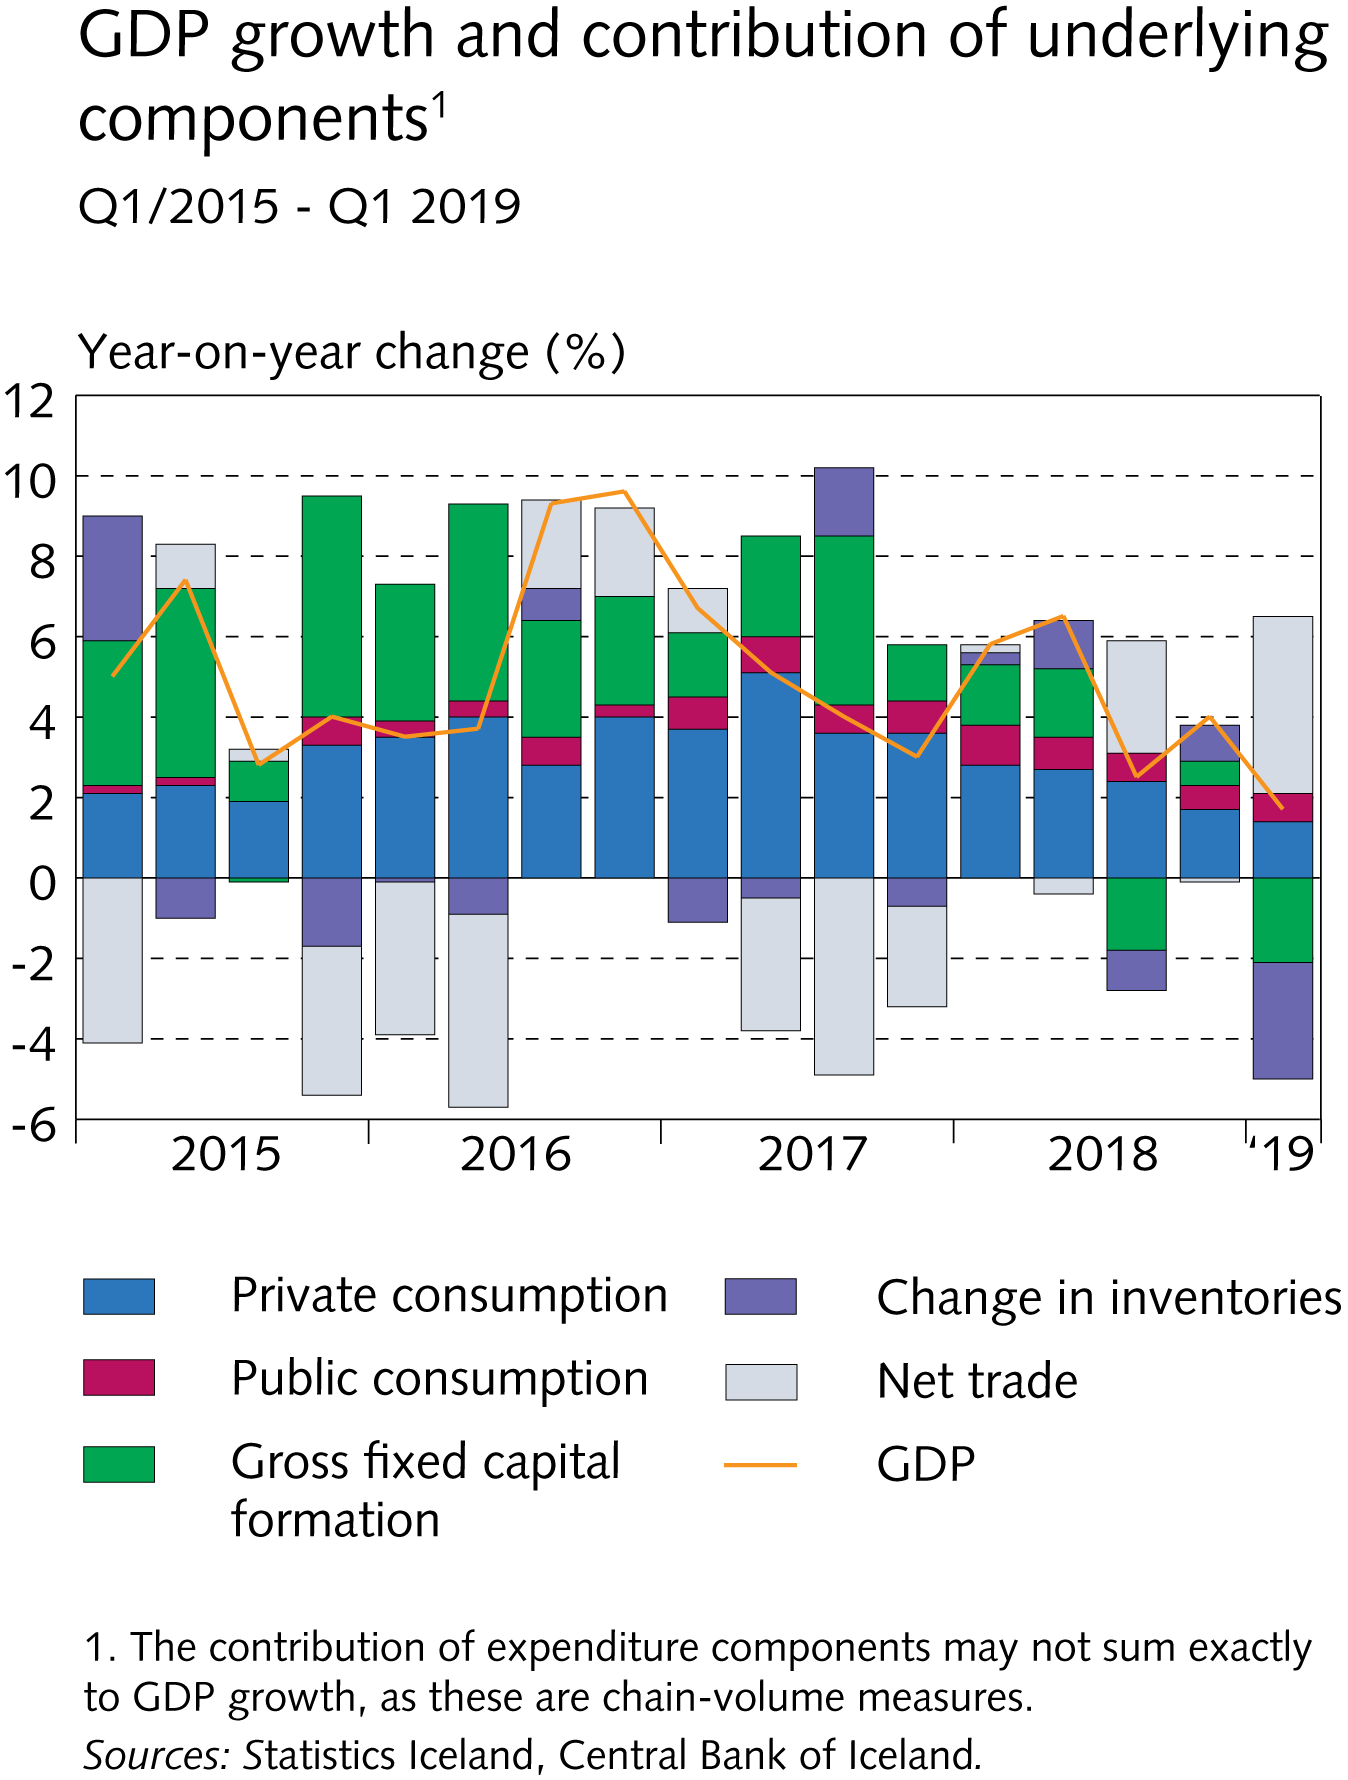 GDP growth and contribution of underlying
components¹
Q1/2015 - Q1 2019
Year-on-year change (%)
12
10
8
6
4
2
0
-2
-4
-6
2015 2016 2017 2018 ‘19
Private consumption
Public consumption
Gross fixed capital
formation
Change in inventories
Net trade
GDP
1. The contribution of expenditure components may not sum exactly
to GDP growth, as these are chain-volume measures.
Sources: Statistics Iceland, Central Bank of Iceland.